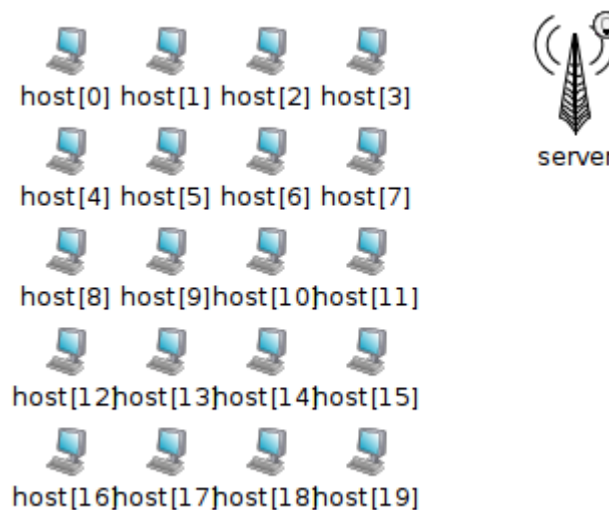 host[0] host[1] host[2] host[3]
server
host[4] host[5] host[6] host[7]
host[8] host[9] host[10] host[11]
host[12] host[13] host[14] host[15]
host[16] host[17] host[18] host[19]